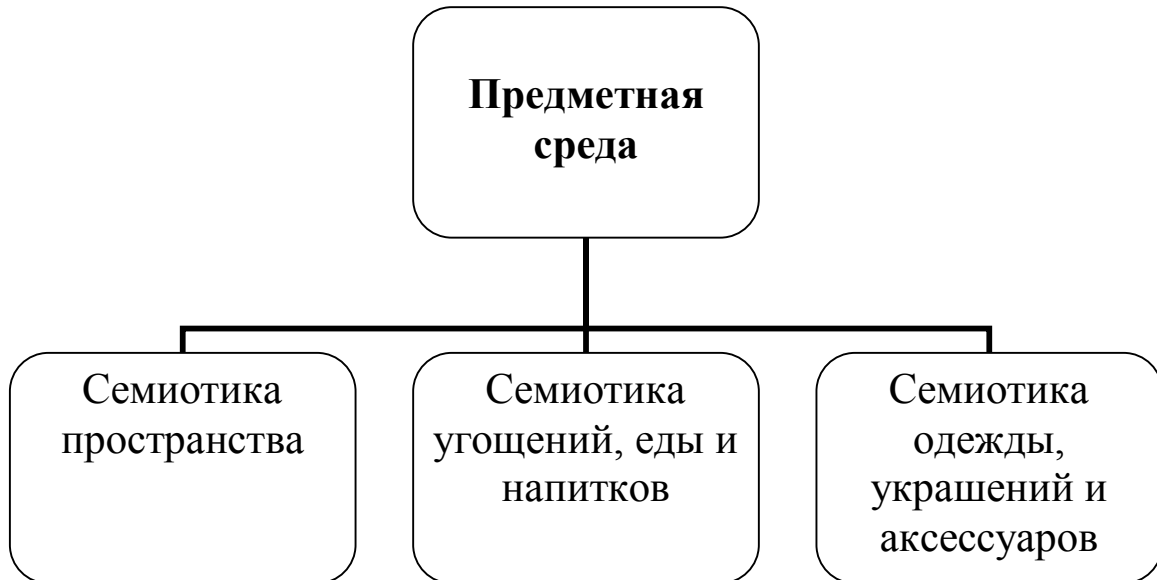 Предметная
среда
Семиотика
пространства
Семиотика
угощений, еды и
напитков
Семиотика
одежды,
украшений и
аксессуаров